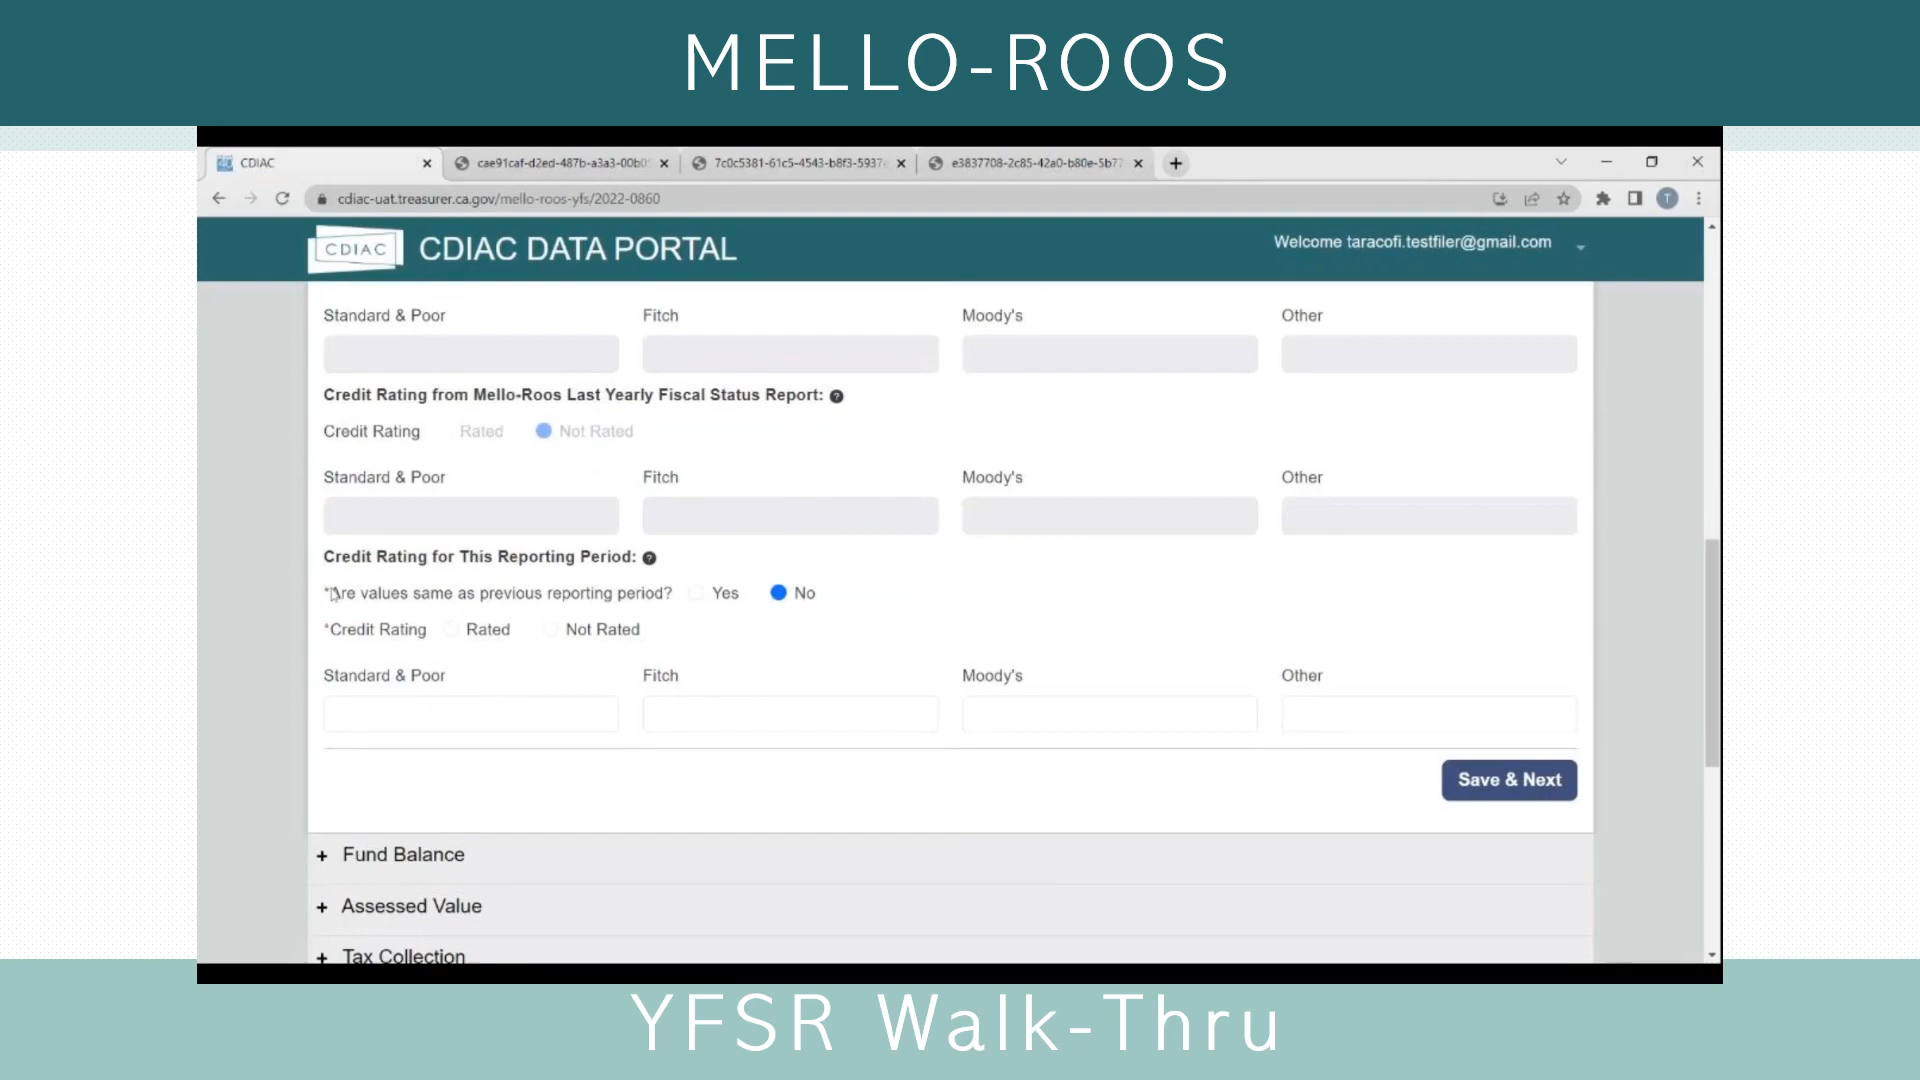 MELLO-ROOS
CDIAC
cae91caf-d2ed-487b-a3a3-00b0
7c0c5381-61c5-4543-b8f3-5937
e3837708-2c85-42a0-b80e-5b77
cdiac-uat.treasurer.ca.gov/mello-roos-yfs/2022-0860
T
CDIAC
CDIAC DATA PORTAL
Welcome taracofi.testfiler@gmail.com
Standard & Poor Fitch Moody's Other
Credit Rating from Mello-Roos Last Yearly Fiscal Status Report: ?
Credit Rating Rated Not Rated
Standard & Poor Fitch Moody's Other
Credit Rating for This Reporting Period: ?
*Are values same as previous reporting period? Yes No
*Credit Rating Rated Not Rated
Standard & Poor Fitch Moody's Other
Save & Next
+ Fund Balance
+ Assessed Value
+ Tax Collection
YFSR Walk-Thru